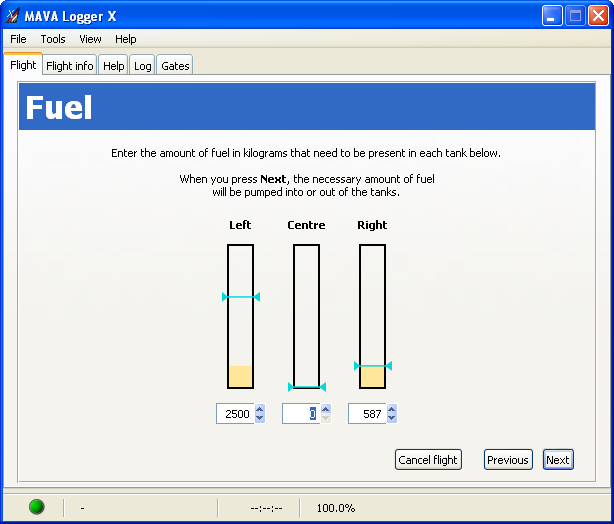 MAVA Logger X
File Tools View Help
Flight Flight info Help Log Gates
Fuel
Enter the amount of fuel in kilograms that need to be present in each tank below.
When you press Next, the necessary amount of fuel
will be pumped into or out of the tanks.
Left Centre Right
2500 0 587
Cancel flight Previous Next
- --:--:-- 100.0%